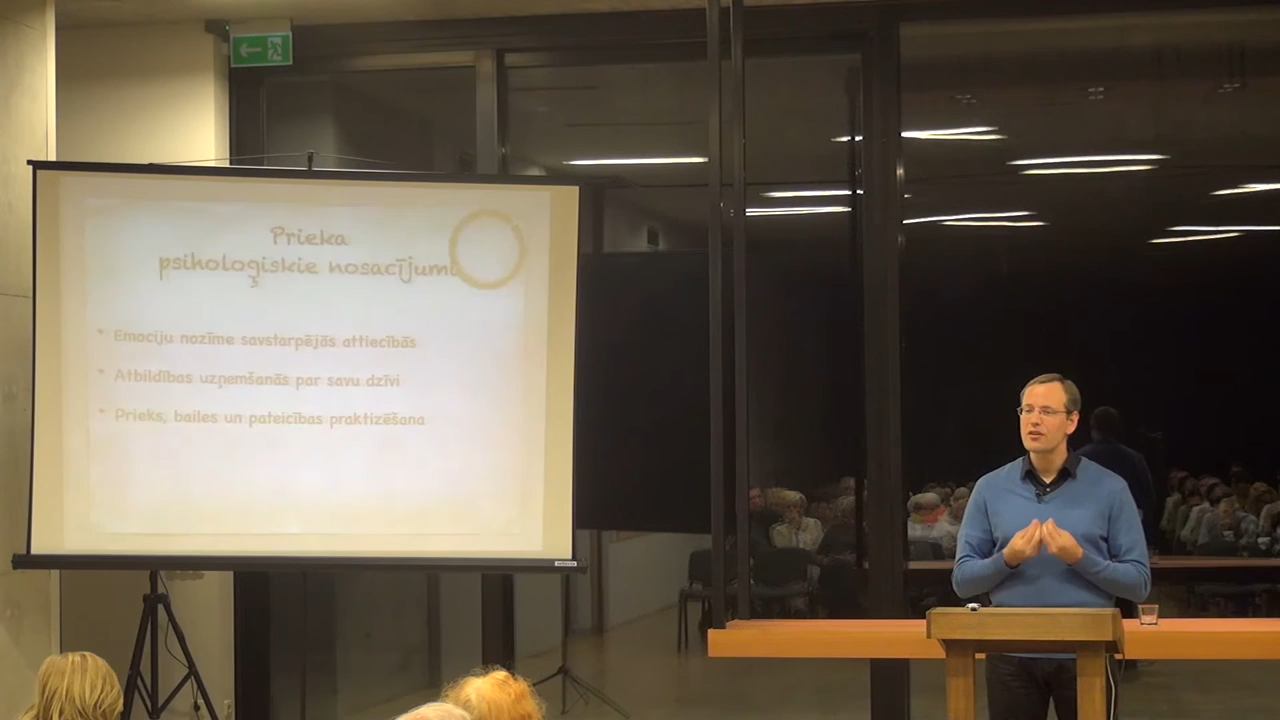 Prieka
psiholoģiskie nosacījumi
* Emociju nozīme savstarpējās attiecībās
* Atbildības uzņemšanās par savu dzīvi
* Prieks, bailes un pateicības praktizēšana